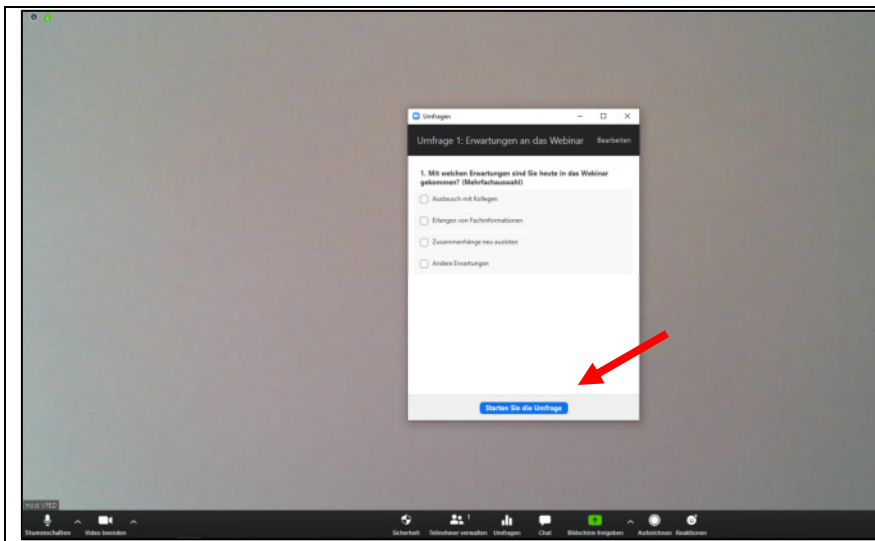 Umfragen
Umfrage 1: Erwartungen an das Webinar Bearbeiten
1. Mit welchen Erwartungen sind Sie heute in das Webinar
gekommen? (Mehrfachauswahl)
Austausch mit Kollegen
Erlangen von Fachinformationen
Zusammenhänge neu ausloten
Andere Erwartungen
Starten Sie die Umfrage
1
Stummschalten Video beenden Sicherheit Teilnehmer verwalten Umfragen Chat Bildschirm freigeben Aufzeichnen Reaktionen